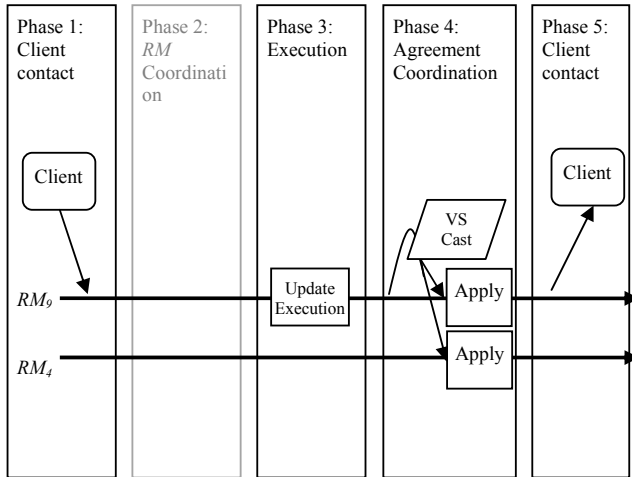 Phase 1:
Client
contact
Phase 2:
RM
Coordinati
on
Phase 3:
Execution
Phase 4:
Agreement
Coordination
Phase 5:
Client
contact
Client
VS
Cast
Client
RM₉
Update
Execution
Apply
RM₄
Apply